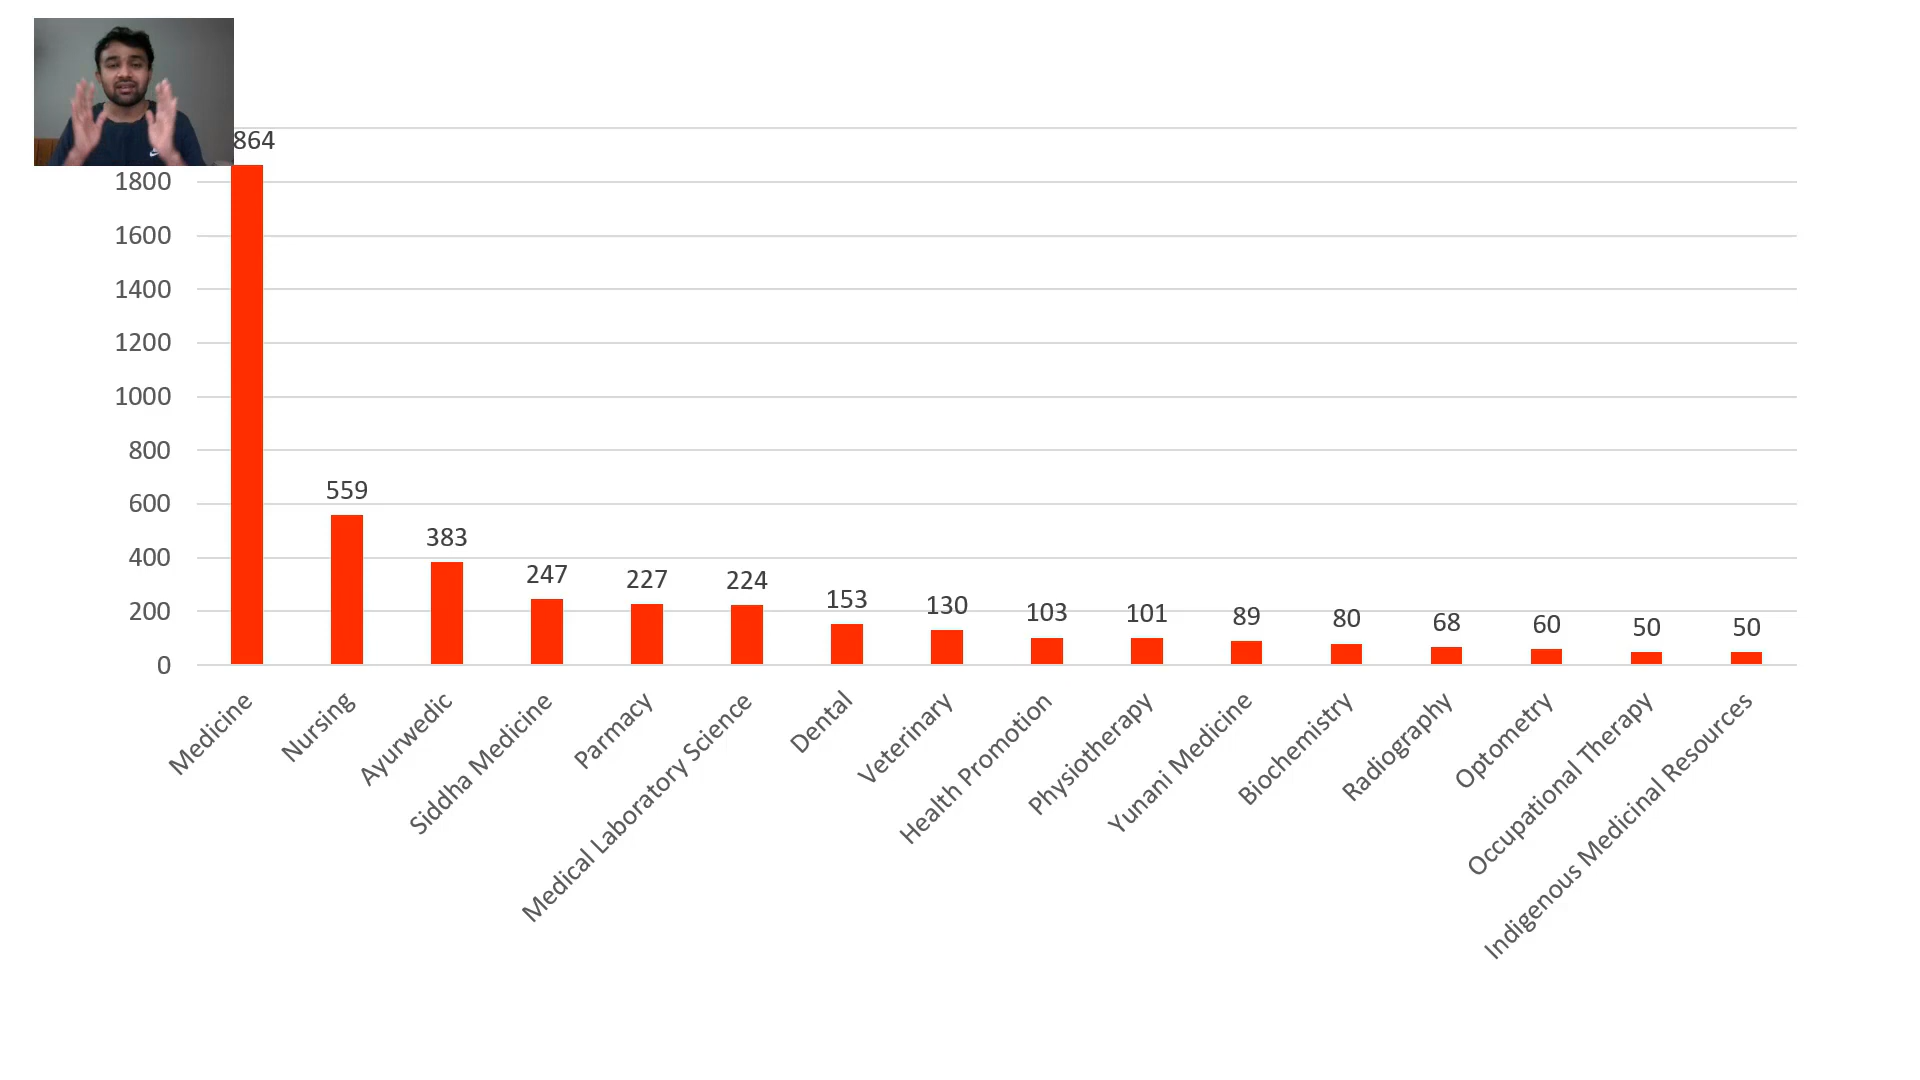 864
1800
1600
1400
1200
1000
800
600
400
200
0
559
383
247
227
224
153
130
103
101
89
80
68
60
50
50
Medicine
Nursing
Ayurwedic
Siddha Medicine
Parmacy
Medical Laboratory Science
Dental
Veterinary
Health Promotion
Physiotherapy
Yunani Medicine
Biochemistry
Radiography
Optometry
Occupational Therapy
Indigenous Medicinal Resources